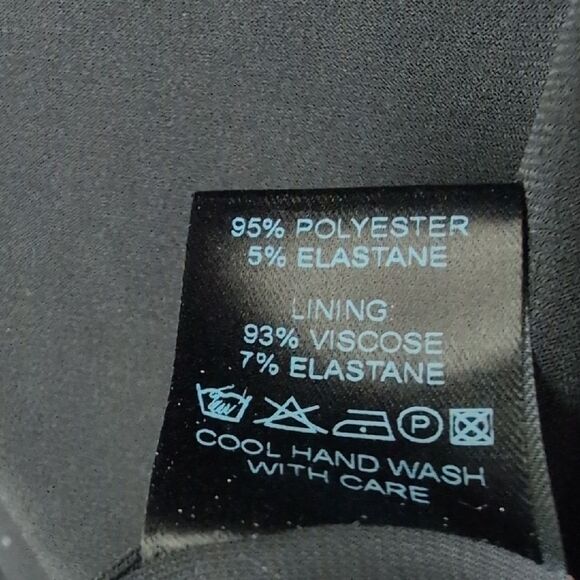 95% POLYESTER
5% ELASTANE
LINING:
93% VISCOSE
7% ELASTANE
P
COOL HAND WASH
WITH CARE